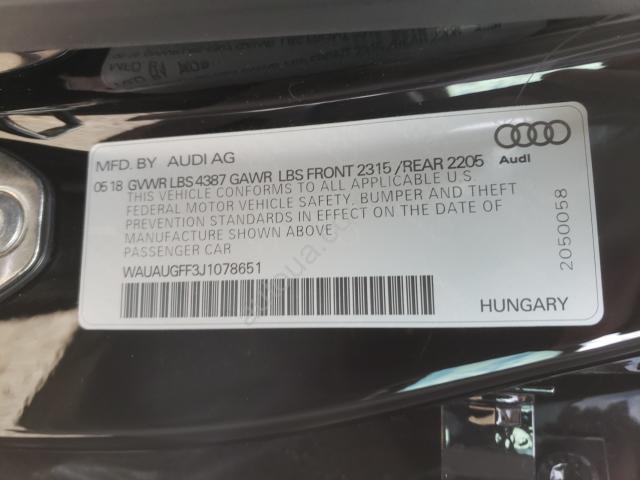 MFD. BY AUDI AG
05 18 GVWR LBS 4387 GAWR LBS FRONT 2315 /REAR 2205
THIS VEHICLE CONFORMS TO ALL APPLICABLE U.S.
FEDERAL MOTOR VEHICLE SAFETY, BUMPER AND THEFT
PREVENTION STANDARDS IN EFFECT ON THE DATE OF
MANUFACTURE SHOWN ABOVE
PASSENGER CAR
WAUAUGFF3J1078651
Audi
2050058
HUNGARY